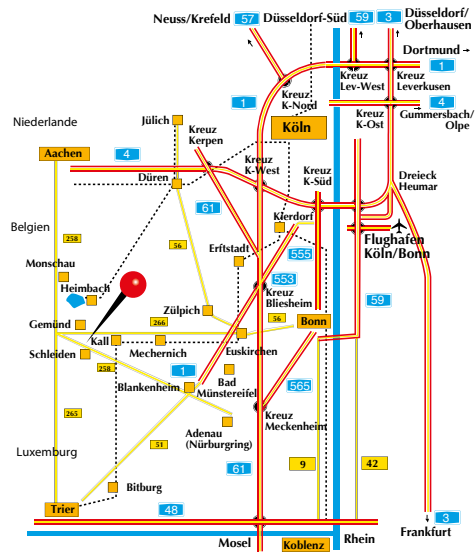 Neuss/Krefeld
57
Düsseldorf-Süd
59
3
Düsseldorf/
Oberhausen
Dortmund
1
Kreuz
Lev-West
Kreuz
Leverkusen
1
Kreuz
K-Nord
4
Gummersbach/
Olpe
Niederlande
Jülich
Kreuz
Kerpen
Köln
Kreuz
K-Ost
Aachen
4
Düren
Kreuz
K-West
Kreuz
K-Süd
Dreieck
Heumar
61
Kierdorf
Belgien
258
56
Erftstadt
555
Flughafen
Köln/Bonn
Monschau
Heimbach
553
59
Kreuz
Bliesheim
Zülpich
Gemünd
266
56
Bonn
Kall
Schleiden
Mechernich
Euskirchen
258
1
Bad
Münstereifel
Blankenheim
565
265
Adenau
(Nürburgring)
Kreuz
Meckenheim
51
Luxemburg
61
9
42
Bitburg
Trier
48
3
Mosel
Koblenz
Rhein
Frankfurt